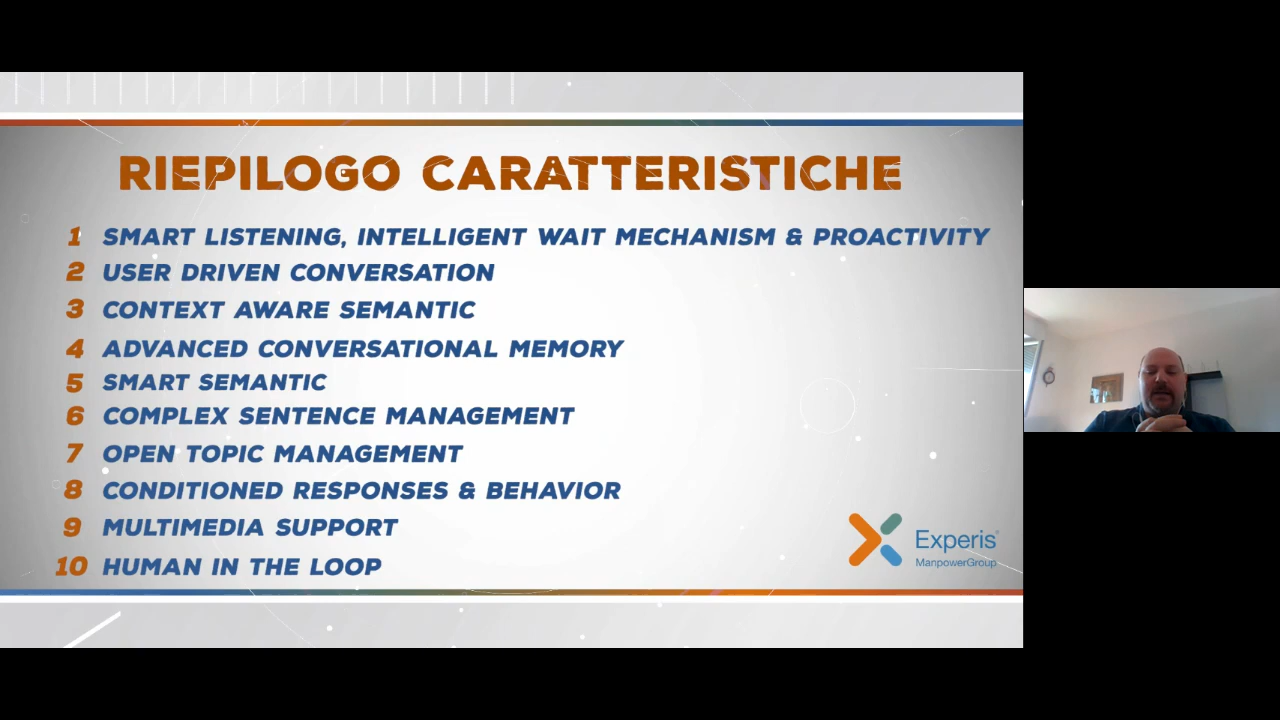 RIEPILOGO CARATTERISTICHE
1 SMART LISTENING, INTELLIGENT WAIT MECHANISM & PROACTIVITY
2 USER DRIVEN CONVERSATION
3 CONTEXT AWARE SEMANTIC
4 ADVANCED CONVERSATIONAL MEMORY
5 SMART SEMANTIC
6 COMPLEX SENTENCE MANAGEMENT
7 OPEN TOPIC MANAGEMENT
8 CONDITIONED RESPONSES & BEHAVIOR
9 MULTIMEDIA SUPPORT
10 HUMAN IN THE LOOP
Experis®
ManpowerGroup